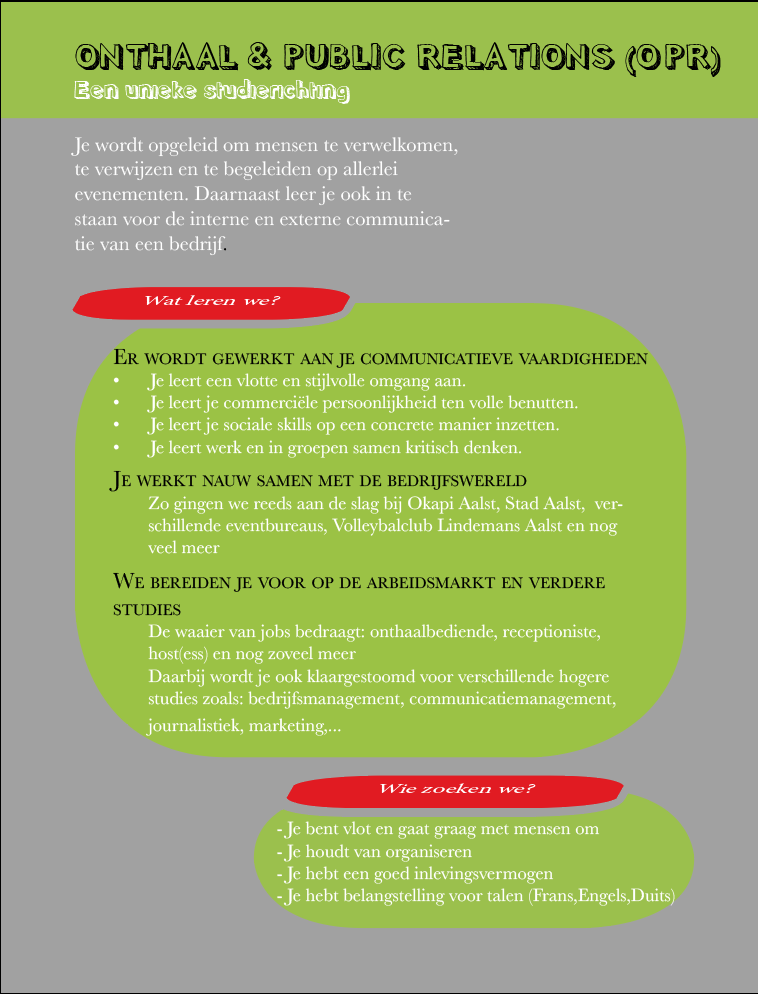 ONTHAAL & PUBLIC RELATIONS (OPR)
Een unieke studierichting
Je wordt opgeleid om mensen te verwelkomen,
te verwijzen en te begeleiden op allerlei
evenementen. Daarnaast leer je ook in te
staan voor de interne en externe communica-
tie van een bedrijf.
Wat leren we?
Er wordt gewerkt aan je communicatieve vaardigheden
• Je leert een vlotte en stijlvolle omgang aan.
• Je leert je commerciële persoonlijkheid ten volle benutten.
• Je leert je sociale skills op een concrete manier inzetten.
• Je leert werk en in groepen samen kritisch denken.
Je werkt nauw samen met de bedrijfswereld
Zo gingen we reeds aan de slag bij Okapi Aalst, Stad Aalst, ver-
schillende eventbureaus, Volleybalclub Lindemans Aalst en nog
veel meer
We bereiden je voor op de arbeidsmarkt en verdere
studies
De waaier van jobs bedraagt: onthaalbediende, receptioniste,
host(ess) en nog zoveel meer
Daarbij wordt je ook klaargestoomd voor verschillende hogere
studies zoals: bedrijfsmanagement, communicatiemanagement,
journalistiek, marketing,...
Wie zoeken we?
- Je bent vlot en gaat graag met mensen om
- Je houdt van organiseren
- Je hebt een goed inlevingsvermogen
- Je hebt belangstelling voor talen (Frans,Engels,Duits)